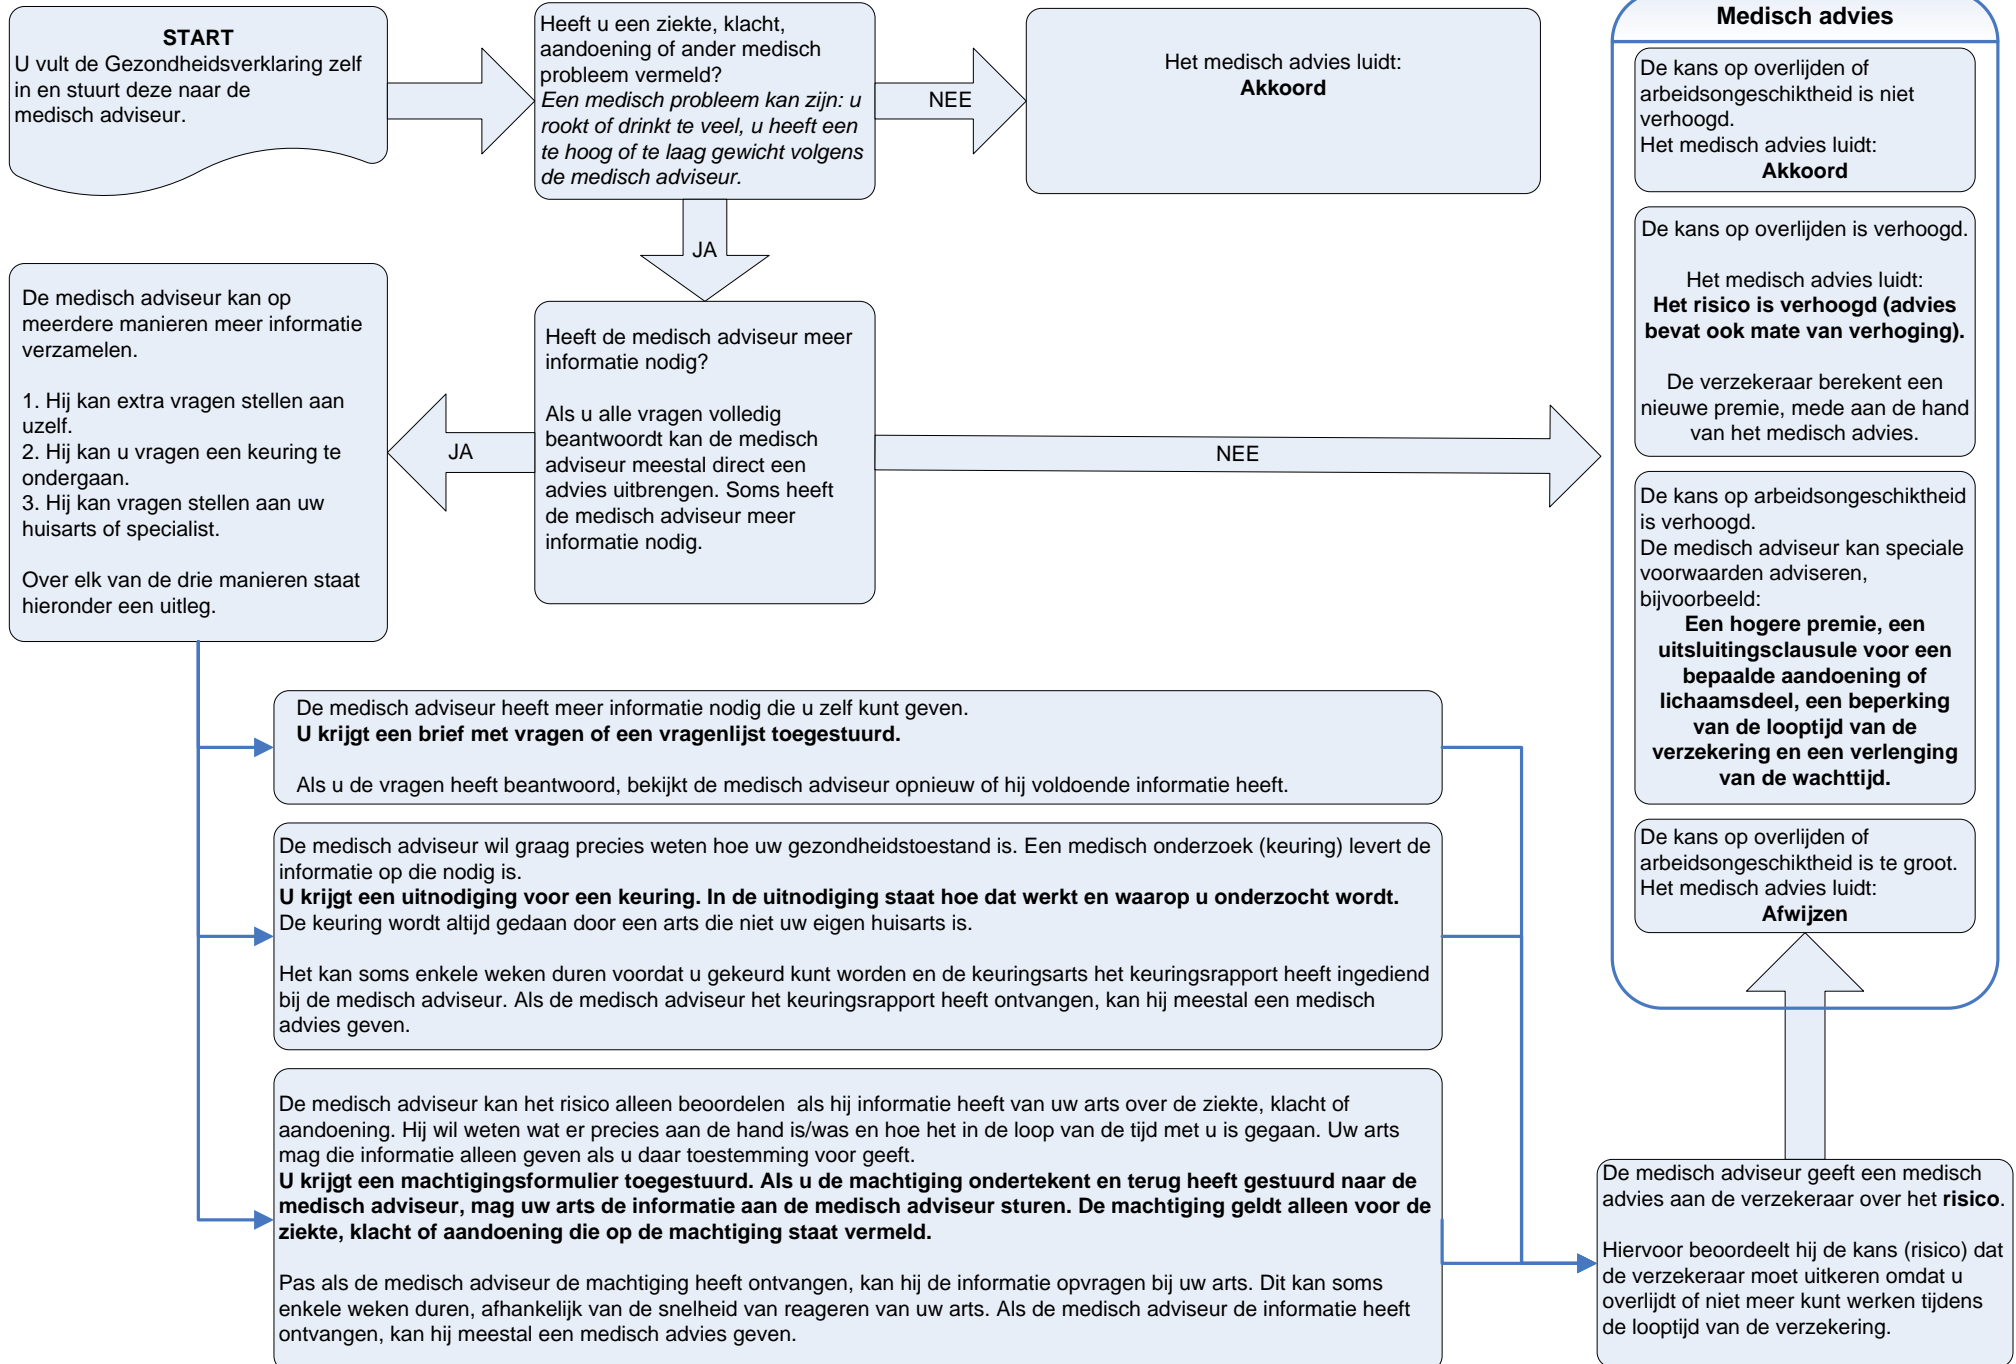 START
U vult de Gezondheidsverklaring zelf
in en stuurt deze naar de
medisch adviseur.
Heeft u een ziekte, klacht,
aandoening of ander medisch
probleem vermeld?
Een medisch probleem kan zijn: u
rookt of drinkt te veel, u heeft een
te hoog of te laag gewicht volgens
de medisch adviseur.
NEE
Het medisch advies luidt:
Akkoord
JA
Heeft de medisch adviseur meer
informatie nodig?
Als u alle vragen volledig
beantwoordt kan de medisch
adviseur meestal direct een
advies uitbrengen. Soms heeft
de medisch adviseur meer
informatie nodig.
JA
NEE
De medisch adviseur kan op
meerdere manieren meer informatie
verzamelen.
1. Hij kan extra vragen stellen aan
uzelf.
2. Hij kan u vragen een keuring te
ondergaan.
3. Hij kan vragen stellen aan uw
huisarts of specialist.
Over elk van de drie manieren staat
hieronder een uitleg.
De medisch adviseur heeft meer informatie nodig die u zelf kunt geven.
U krijgt een brief met vragen of een vragenlijst toegestuurd.
Als u de vragen heeft beantwoord, bekijkt de medisch adviseur opnieuw of hij voldoende informatie heeft.
De medisch adviseur wil graag precies weten hoe uw gezondheidstoestand is. Een medisch onderzoek (keuring) levert de
informatie op die nodig is.
U krijgt een uitnodiging voor een keuring. In de uitnodiging staat hoe dat werkt en waarop u onderzocht wordt.
De keuring wordt altijd gedaan door een arts die niet uw eigen huisarts is.
Het kan soms enkele weken duren voordat u gekeurd kunt worden en de keuringsarts het keuringsrapport heeft ingediend
bij de medisch adviseur. Als de medisch adviseur het keuringsrapport heeft ontvangen, kan hij meestal een medisch
advies geven.
De medisch adviseur kan het risico alleen beoordelen als hij informatie heeft van uw arts over de ziekte, klacht of
aandoening. Hij wil weten wat er precies aan de hand is/was en hoe het in de loop van de tijd met u is gegaan. Uw arts
mag die informatie alleen geven als u daar toestemming voor geeft.
U krijgt een machtigingsformulier toegestuurd. Als u de machtiging ondertekent en terug heeft gestuurd naar de
medisch adviseur, mag uw arts de informatie aan de medisch adviseur sturen. De machtiging geldt alleen voor de
ziekte, klacht of aandoening die op de machtiging staat vermeld.
Pas als de medisch adviseur de machtiging heeft ontvangen, kan hij de informatie opvragen bij uw arts. Dit kan soms
enkele weken duren, afhankelijk van de snelheid van reageren van uw arts. Als de medisch adviseur de informatie heeft
ontvangen, kan hij meestal een medisch advies geven.
De medisch adviseur geeft een medisch
advies aan de verzekeraar over het risico.
Hiervoor beoordeelt hij de kans (risico) dat
de verzekeraar moet uitkeren omdat u
overlijdt of niet meer kunt werken tijdens
de looptijd van de verzekering.
Medisch advies
De kans op overlijden of
arbeidsongeschiktheid is niet
verhoogd.
Het medisch advies luidt:
Akkoord
De kans op overlijden is verhoogd.
Het medisch advies luidt:
Het risico is verhoogd (advies
bevat ook mate van verhoging).
De verzekeraar berekent een
nieuwe premie, mede aan de hand
van het medisch advies.
De kans op arbeidsongeschiktheid
is verhoogd.
De medisch adviseur kan speciale
voorwaarden adviseren,
bijvoorbeeld:
Een hogere premie, een
uitsluitingsclausule voor een
bepaalde aandoening of
lichaamsdeel, een beperking
van de looptijd van de
verzekering en een verlenging
van de wachttijd.
De kans op overlijden of
arbeidsongeschiktheid is te groot.
Het medisch advies luidt:
Afwijzen